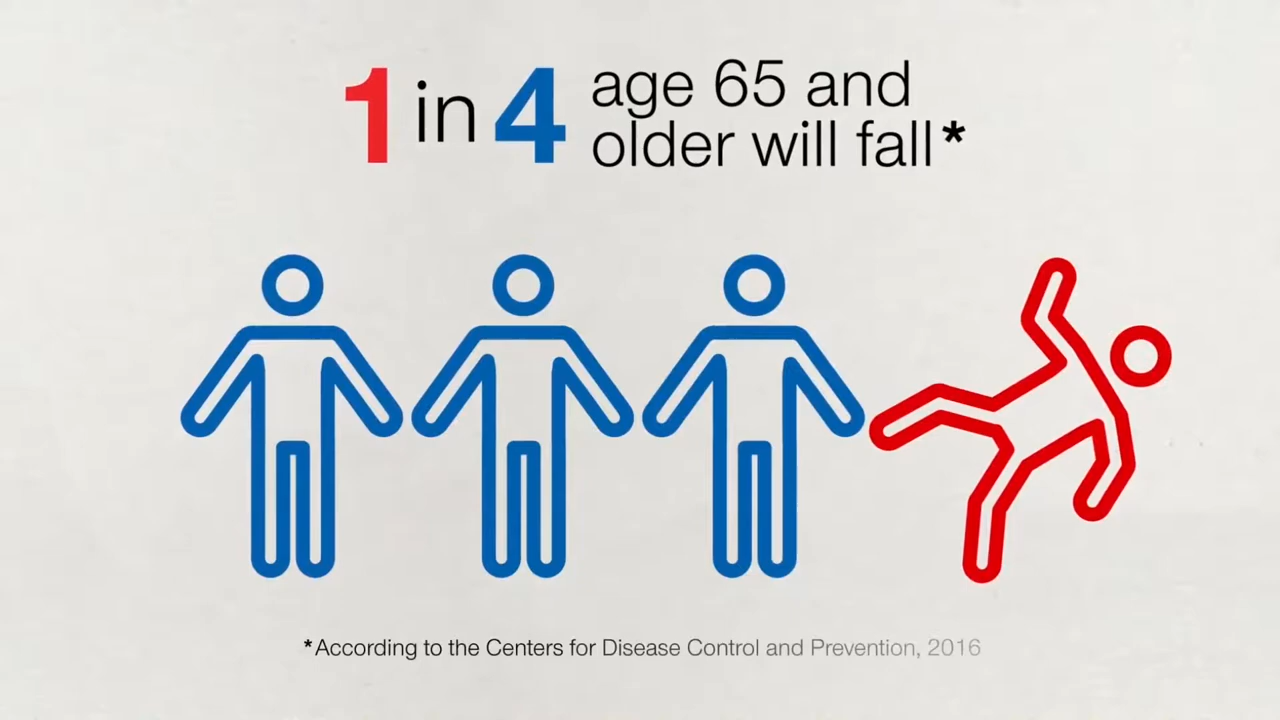 1 in 4 age 65 and
older will fall*
*According to the Centers for Disease Control and Prevention, 2016